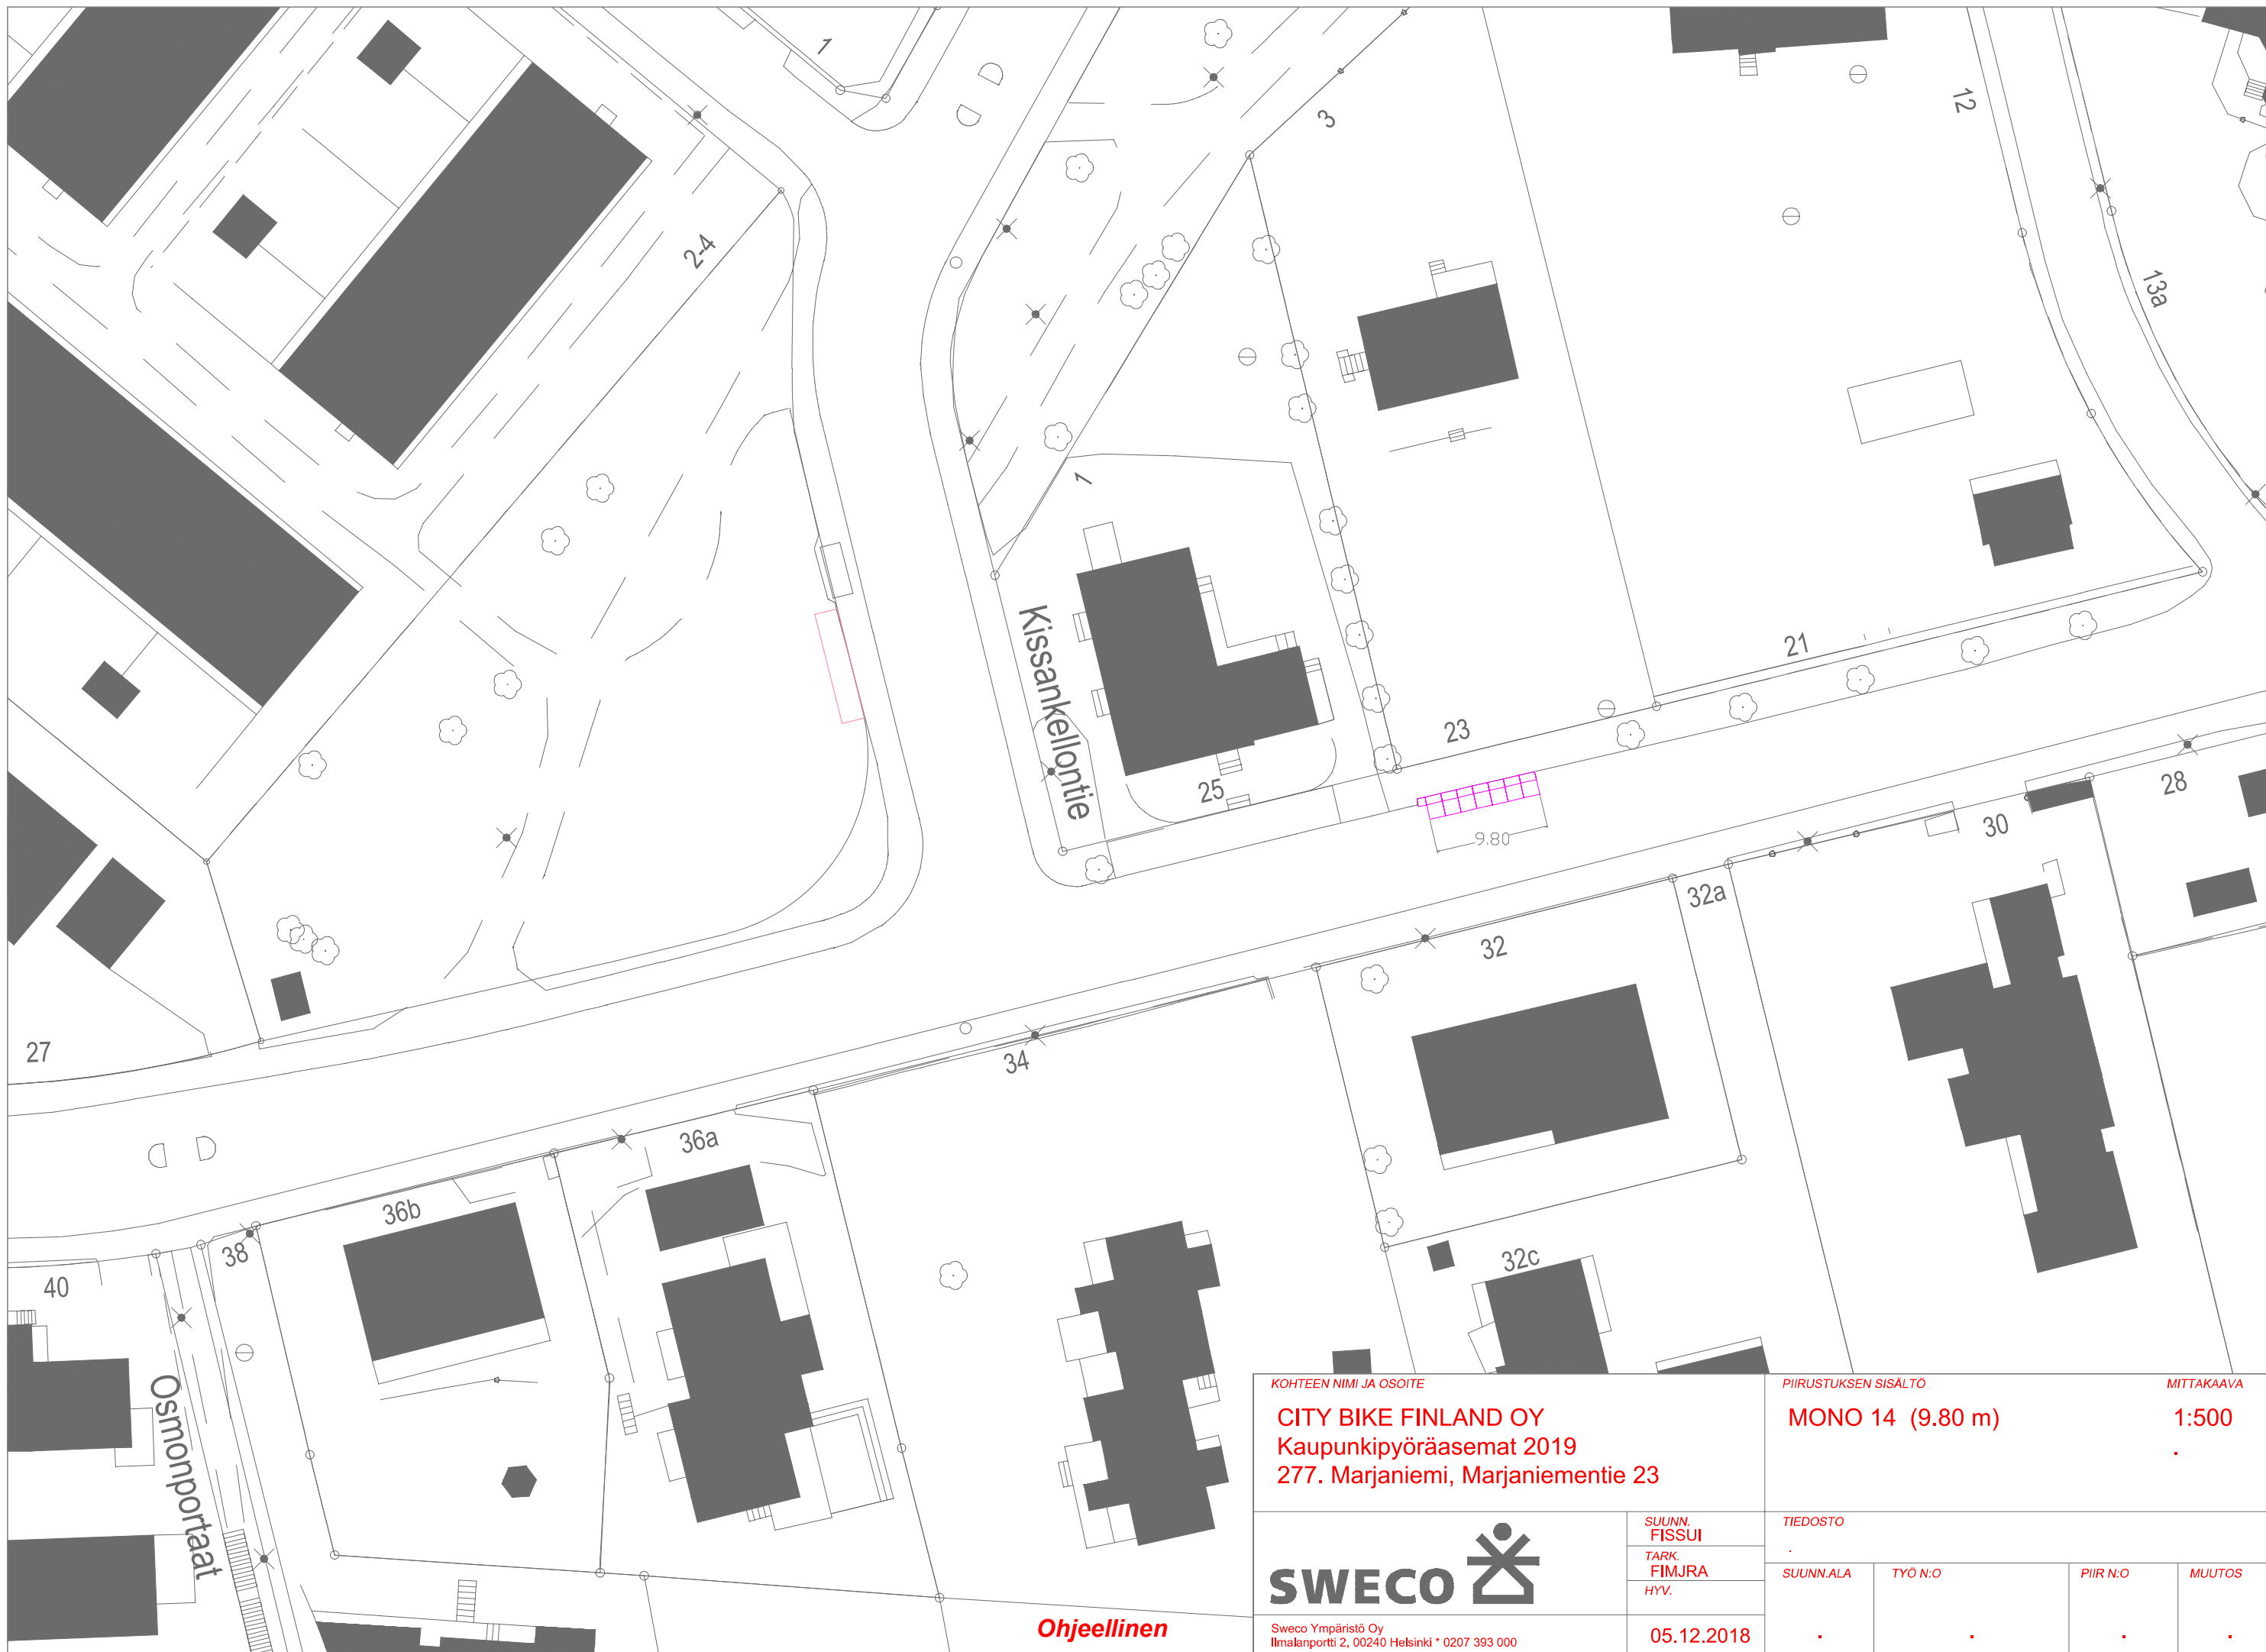 1
3
12
2-4
13a
1
21
Kissankellontie
23
25
28
9.80
30
32a
32
27
34
36a
36b
38
40
32c
Osmonportaat
KOHTEEN NIMI JA OSOITE
CITY BIKE FINLAND OY
Kaupunkipyöräasemat 2019
277. Marjaniemi, Marjaniementie 23
PIIRUSTUKSEN SISÄLTÖ
MITTAKAAVA
MONO 14 (9.80 m)
1:500
.
SWECO
SUUNN.
FISSUI
TARK.
FIMJRA
HYV.
TIEDOSTO
.
SUUNN.ALA
TYÖ N:O
PIIR N:O
MUUTOS
Sweco Ympäristö Oy
Ilmalanportti 2, 00240 Helsinki * 0207 393 000
05.12.2018
. . . .
Ohjeellinen